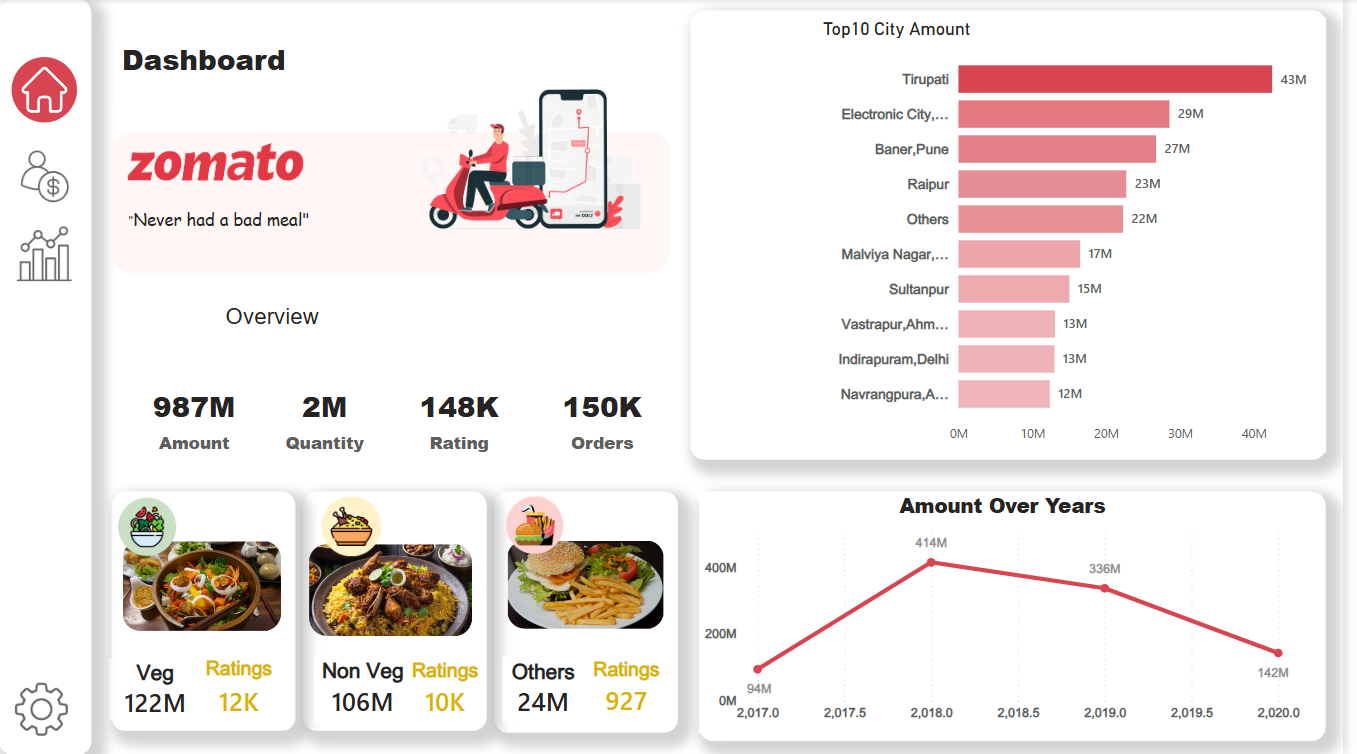 Dashboard
zomato
"Never had a bad meal"
Overview
987M
Amount
2M
Quantity
148K
Rating
150K
Orders
Veg
122M
Ratings
12K
Non Veg
106M
Ratings
10K
Others
24M
Ratings
927
Top10 City Amount
Tirupati
43M
Electronic City,...
29M
Baner,Pune
27M
Raipur
23M
Others
22M
Malviya Nagar,...
17M
Sultanpur
15M
Vastrapur,Ahm...
13M
Indirapuram,Delhi
13M
Navrangpura,A...
12M
0M 10M 20M 30M 40M
Amount Over Years
400M
200M
0M
94M
414M
336M
142M
2,017.0 2,017.5 2,018.0 2,018.5 2,019.0 2,019.5 2,020.0